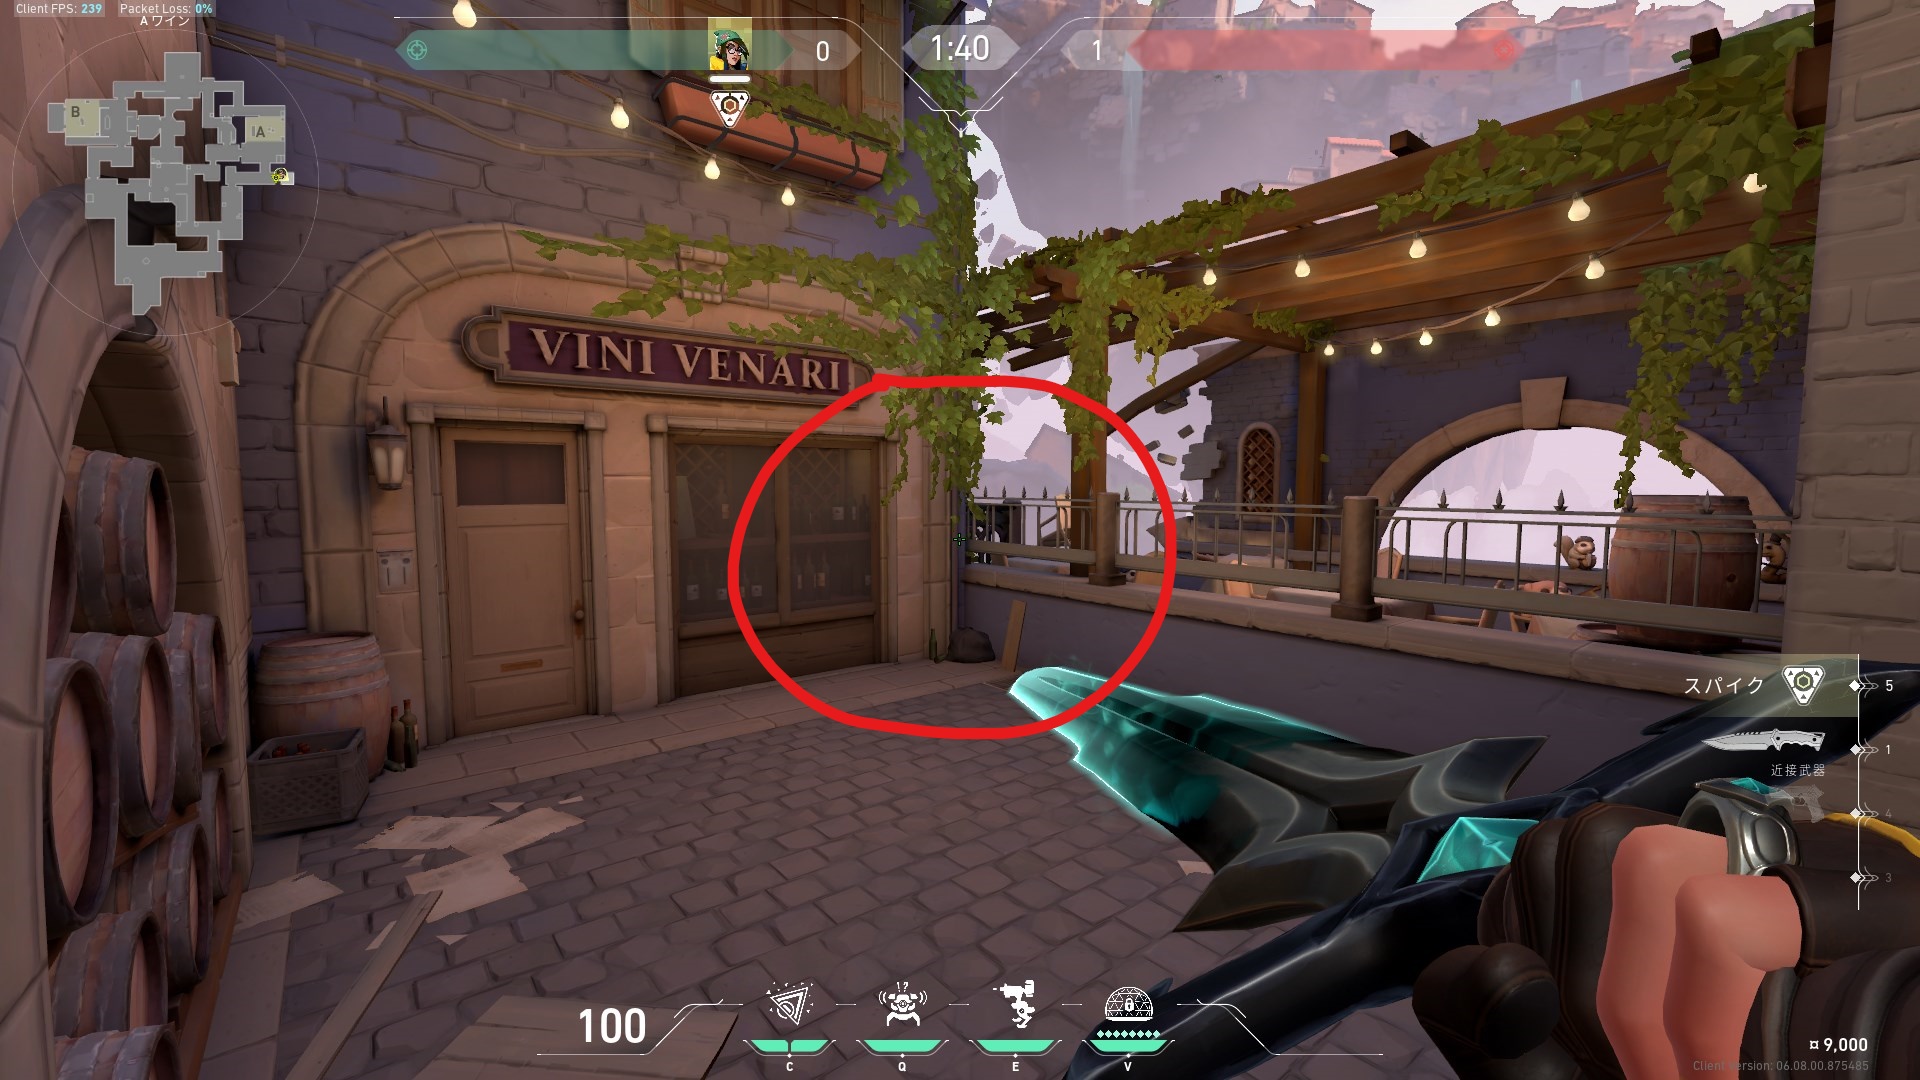 Client FPS: 239 Packet Loss: 0%
A ワイン
0 1:40 1
B
A
VINI VENARI
スパイク 5
1
近接武器
4
3
100
C Q E V
¤ 9,000
Client version: 06.08.00.875485